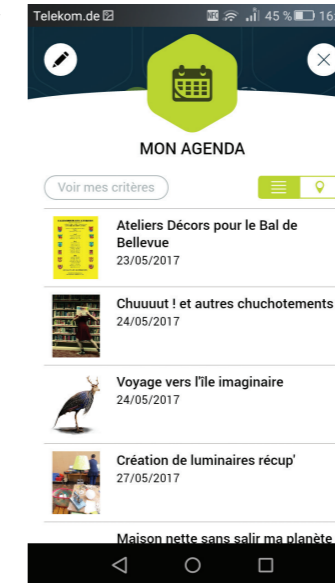 Telekom.de 45 % 16
MON AGENDA
Voir mes critères
Ateliers Décors pour le Bal de
Bellevue
23/05/2017
Chuuuut ! et autres chuchotements
24/05/2017
Voyage vers l'île imaginaire
24/05/2017
Création de luminaires récup'
27/05/2017
Maison nette sans salir ma planète